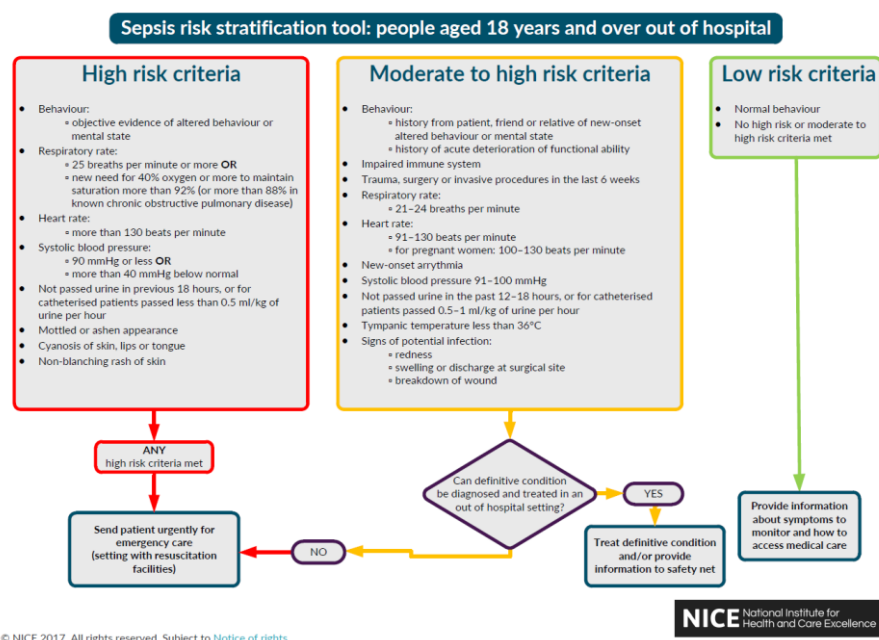 Sepsis risk stratification tool: people aged 18 years and over out of hospital
High risk criteria
• Behaviour:
▫ objective evidence of altered behaviour or
mental state
• Respiratory rate:
▫ 25 breaths per minute or more OR
▫ new need for 40% oxygen or more to maintain
saturation more than 92% (or more than 88% in
known chronic obstructive pulmonary disease)
• Heart rate:
▫ more than 130 beats per minute
• Systolic blood pressure:
▫ 90 mmHg or less OR
▫ more than 40 mmHg below normal
• Not passed urine in previous 18 hours, or for
catheterised patients passed less than 0.5 ml/kg of
urine per hour
• Mottled or ashen appearance
• Cyanosis of skin, lips or tongue
• Non-blanching rash of skin
Moderate to high risk criteria
• Behaviour:
▫ history from patient, friend or relative of new-onset
altered behaviour or mental state
▫ history of acute deterioration of functional ability
• Impaired immune system
• Trauma, surgery or invasive procedures in the last 6 weeks
• Respiratory rate:
▫ 21–24 breaths per minute
• Heart rate:
▫ 91–130 beats per minute
▫ for pregnant women: 100–130 beats per minute
• New-onset arrythmia
• Systolic blood pressure 91–100 mmHg
• Not passed urine in the past 12–18 hours, or for catheterised
patients passed 0.5–1 ml/kg of urine per hour
• Tympanic temperature less than 36°C
• Signs of potential infection:
▫ redness
▫ swelling or discharge at surgical site
▫ breakdown of wound
Low risk criteria
• Normal behaviour
• No high risk or moderate to
high risk criteria met
ANY
high risk criteria met
Send patient urgently for
emergency care
(setting with resuscitation
facilities)
NO
Can definitive condition
be diagnosed and treated in an
out of hospital setting?
YES
Treat definitive condition
and/or provide
information to safety net
Provide information
about symptoms to
monitor and how to
access medical care
NICE National Institute for
Health and Care Excellence
© NICE 2017. All rights reserved. Subject to Notice of rights